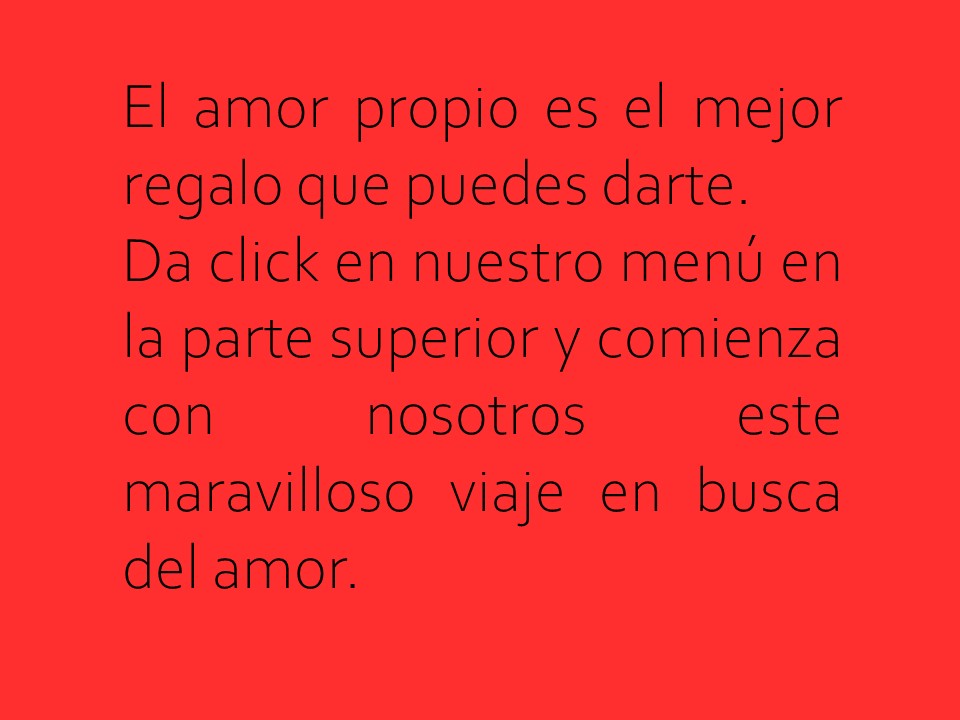 El amor propio es el mejor
regalo que puedes darte.
Da click en nuestro menú en
la parte superior y comienza
con nosotros este
maravilloso viaje en busca
del amor.